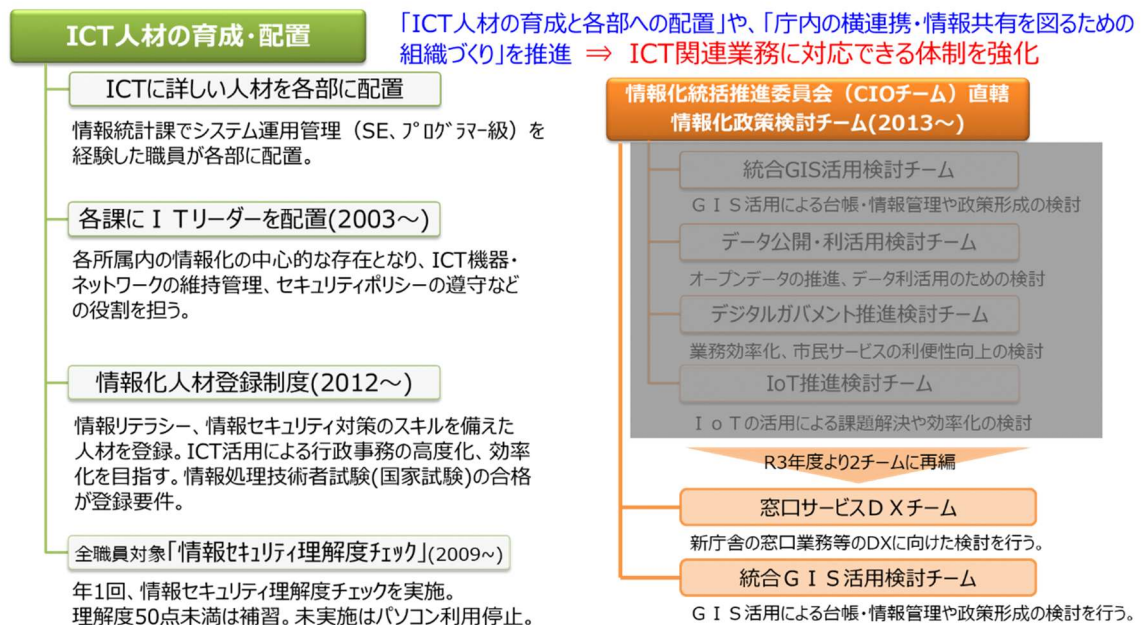 ICT人材の育成・配置
「ICT人材の育成と各部への配置」や、「庁内の横連携・情報共有を図るための
組織づくり」を推進 ⇒ ICT関連業務に対応できる体制を強化
ICTに詳しい人材を各部に配置
情報統計課でシステム運用管理（SE、ﾌﾟﾛｸﾞﾗﾏｰ級）を
経験した職員が各部に配置。
各課にＩＴリーダーを配置(2003～)
各所属内の情報化の中心的な存在となり、ICT機器・
ネットワークの維持管理、セキュリティポリシーの遵守など
の役割を担う。
情報化人材登録制度(2012～)
情報リテラシー、情報セキュリティ対策のスキルを備えた
人材を登録。ICT活用による行政事務の高度化、効率
化を目指す。情報処理技術者試験(国家試験)の合格
が登録要件。
全職員対象「情報ｾｷｭﾘﾃｨ理解度ﾁｪｯｸ」(2009~)
年1回、情報セキュリティ理解度チェックを実施。
理解度50点未満は補習。未実施はパソコン利用停止。
情報化統括推進委員会（CIOチーム）直轄
情報化政策検討チーム(2013～)
統合GIS活用検討チーム
ＧＩＳ活用による台帳・情報管理や政策形成の検討
データ公開・利活用検討チーム
オープンデータの推進、データ利活用のための検討
デジタルガバメント推進検討チーム
業務効率化、市民サービスの利便性向上の検討
IoT推進検討チーム
ＩｏＴの活用による課題解決や効率化の検討
R3年度より2チームに再編
窓口サービスＤＸチーム
新庁舎の窓口業務等のDXに向けた検討を行う。
統合ＧＩＳ活用検討チーム
ＧＩＳ活用による台帳・情報管理や政策形成の検討を行う。